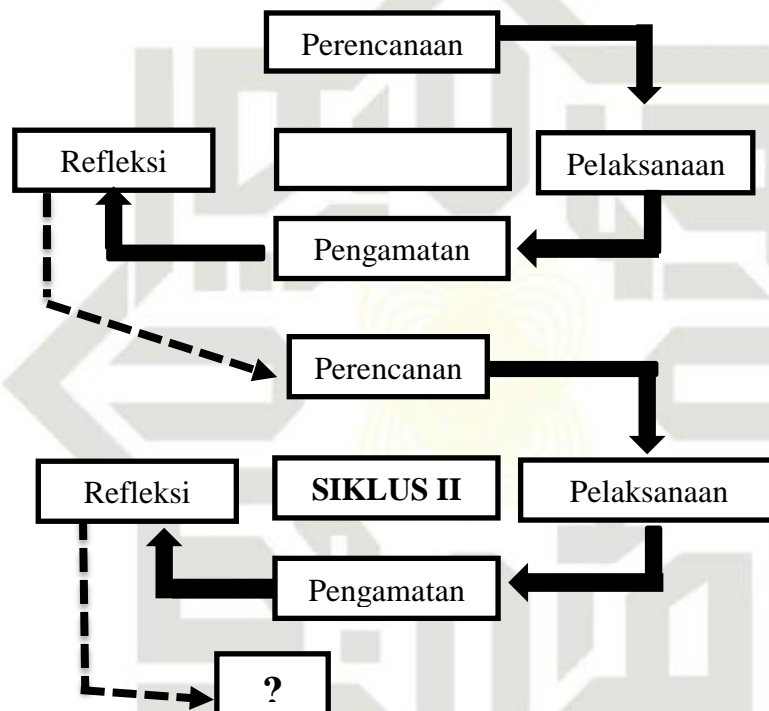 Perencanaan
Refleksi
Pelaksanaan
Pengamatan
Perencanan
Refleksi
SIKLUS II
Pelaksanaan
Pengamatan
?